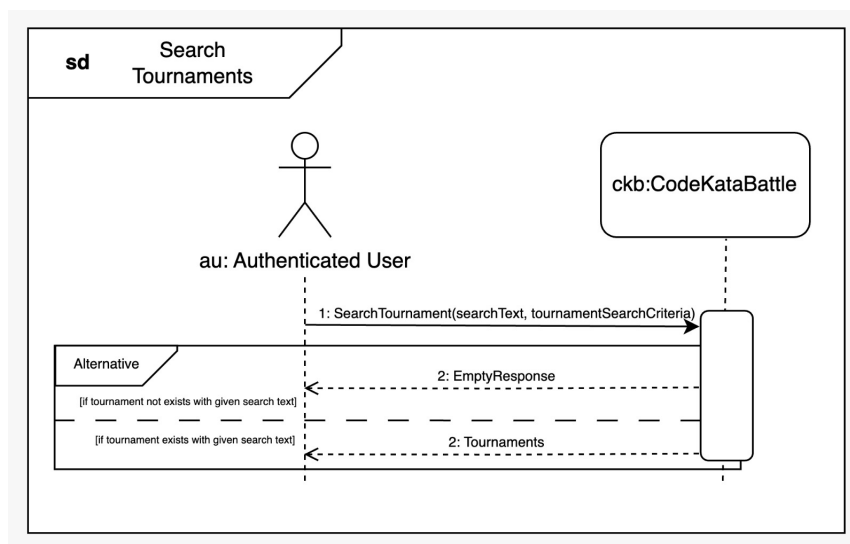 sd
Search
Tournaments
ckb:CodeKataBattle
au: Authenticated User
1: SearchTournament(searchText, tournamentSearchCriteria)
Alternative
2: EmptyResponse
[if tournament not exists with given search text]
[if tournament exists with given search text]
2: Tournaments